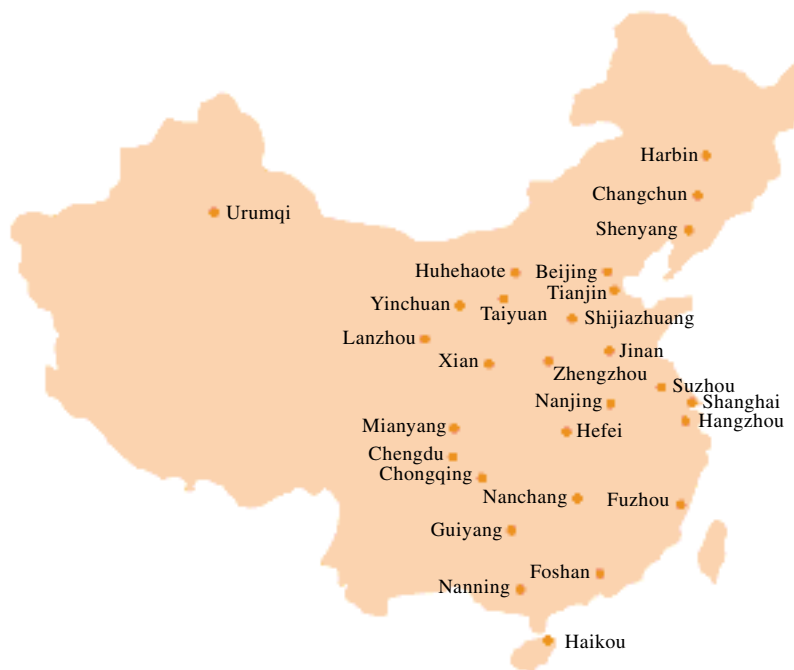 Harbin
Changchun
Urumqi
Shenyang
Huhehaote
Beijing
Tianjin
Yinchuan
Taiyuan
Shijiazhuang
Lanzhou
Jinan
Xian
Zhengzhou
Suzhou
Nanjing
Shanghai
Hangzhou
Mianyang
Hefei
Chengdu
Chongqing
Nanchang
Fuzhou
Guiyang
Foshan
Nanning
Haikou